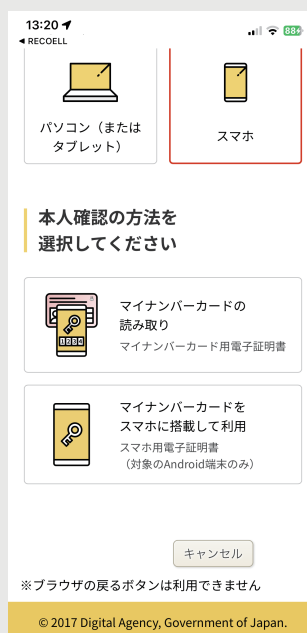 13:20
88
◀ RECOELL
パソコン（または
タブレット）
スマホ
本人確認の方法を
選択してください
マイナンバーカードの
読み取り
マイナンバーカード用電子証明書
1234
マイナンバーカードを
スマホに搭載して利用
スマホ用電子証明書
（対象のAndroid端末のみ）
キャンセル
※ブラウザの戻るボタンは利用できません
© 2017 Digital Agency, Government of Japan.